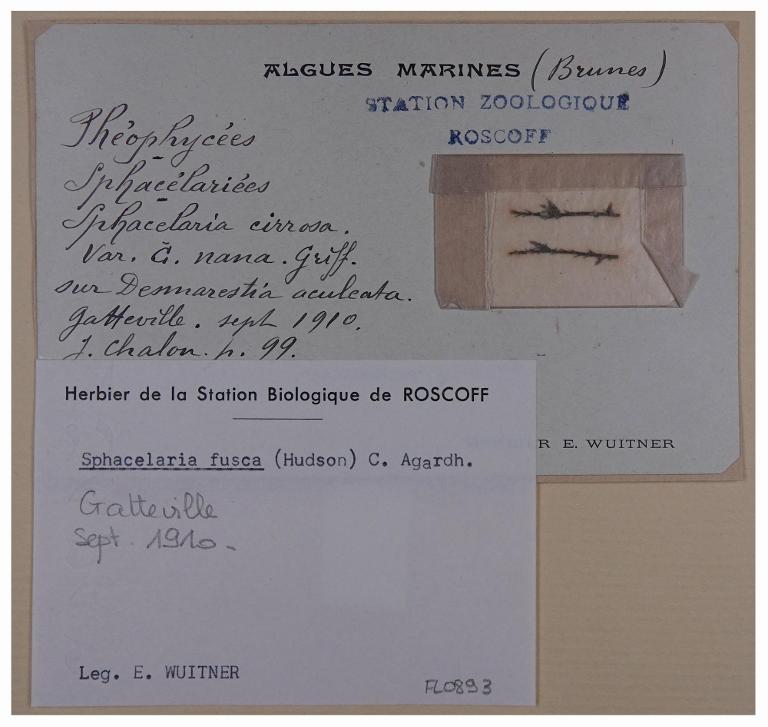 ALGUES MARINES (Brunes)
STATION ZOOLOGIQUE
ROSCOFF
Phéophycées
Sphacélariées
Sphacelaria cirrosa.
Var. nana. Griff.
sur Desmarestia aculeata.
Gatteville. sept 1910.
J. Chalon. p. 99.
R E. WUITNER
Herbier de la Station Biologique de ROSCOFF
Sphacelaria fusca (Hudson) C. Agardh.
Gatteville
Sept. 1910.
Leg. E. WUITNER
FL0893